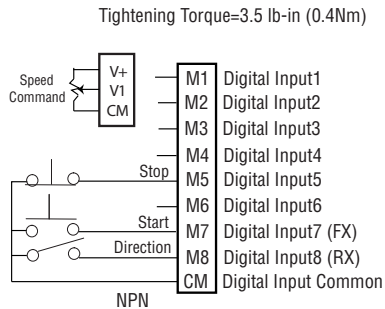 Tightening Torque=3.5 lb-in (0.4Nm)
Speed
Command
V+
V1
CM
M1 Digital Input1
M2 Digital Input2
M3 Digital Input3
M4 Digital Input4
Stop M5 Digital Input5
M6 Digital Input6
Start M7 Digital Input7 (FX)
Direction M8 Digital Input8 (RX)
CM Digital Input Common
NPN